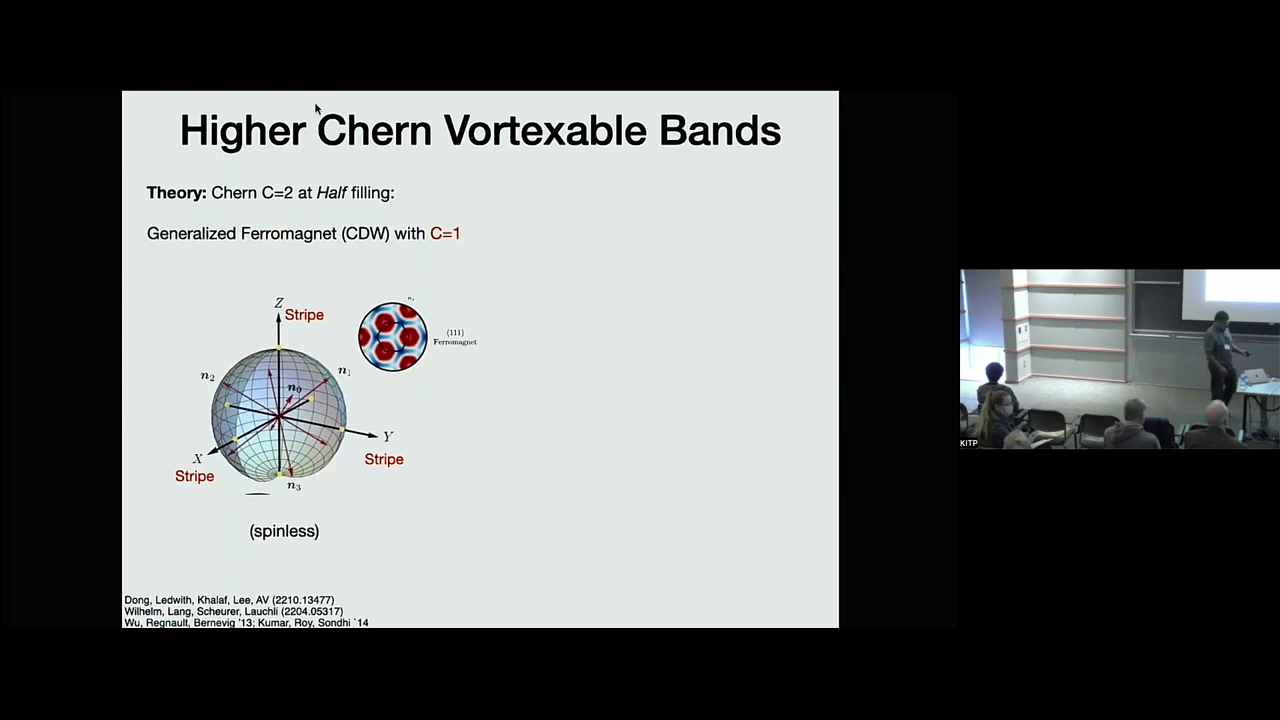 Higher Chern Vortexable Bands
Theory: Chern C=2 at Half filling:
Generalized Ferromagnet (CDW) with C=1
Z
Stripe
(111)
Ferromagnet
n₂
n₁
n₀
Y
X
Stripe
Stripe
n₃
(spinless)
Dong, Ledwith, Khalaf, Lee, AV (2210.13477)
Wilhelm, Lang, Scheurer, Lauchli (2204.05317)
Wu, Regnault, Bernevig '13; Kumar, Roy, Sondhi `14
KITP